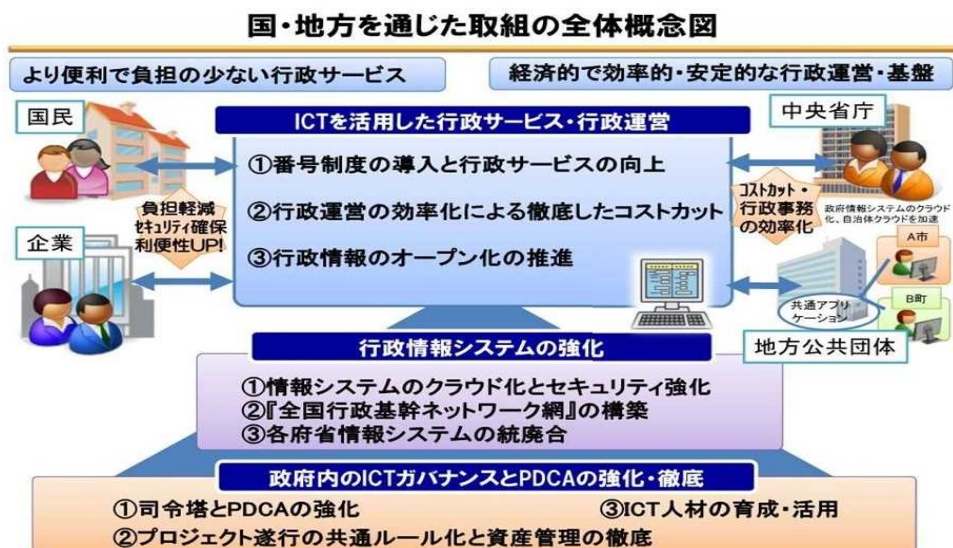 国・地方を通じた取組の全体概念図
より便利で負担の少ない行政サービス
経済的で効率的・安定的な行政運営・基盤
国民
ICTを活用した行政サービス・行政運営
中央省庁
①番号制度の導入と行政サービスの向上
②行政運営の効率化による徹底したコストカット
③行政情報のオープン化の推進
負担軽減
セキュリティ確保
利便性UP!
コストカット・
行政事務
の効率化
政府情報システムのクラウド
化、自治体クラウドを加速
企業
A市
B町
共通アプリ
ケーション
地方公共団体
行政情報システムの強化
①情報システムのクラウド化とセキュリティ強化
②『全国行政基幹ネットワーク網』の構築
③各府省情報システムの統廃合
政府内のICTガバナンスとPDCAの強化・徹底
①司令塔とPDCAの強化
③ICT人材の育成・活用
②プロジェクト遂行の共通ルール化と資産管理の徹底